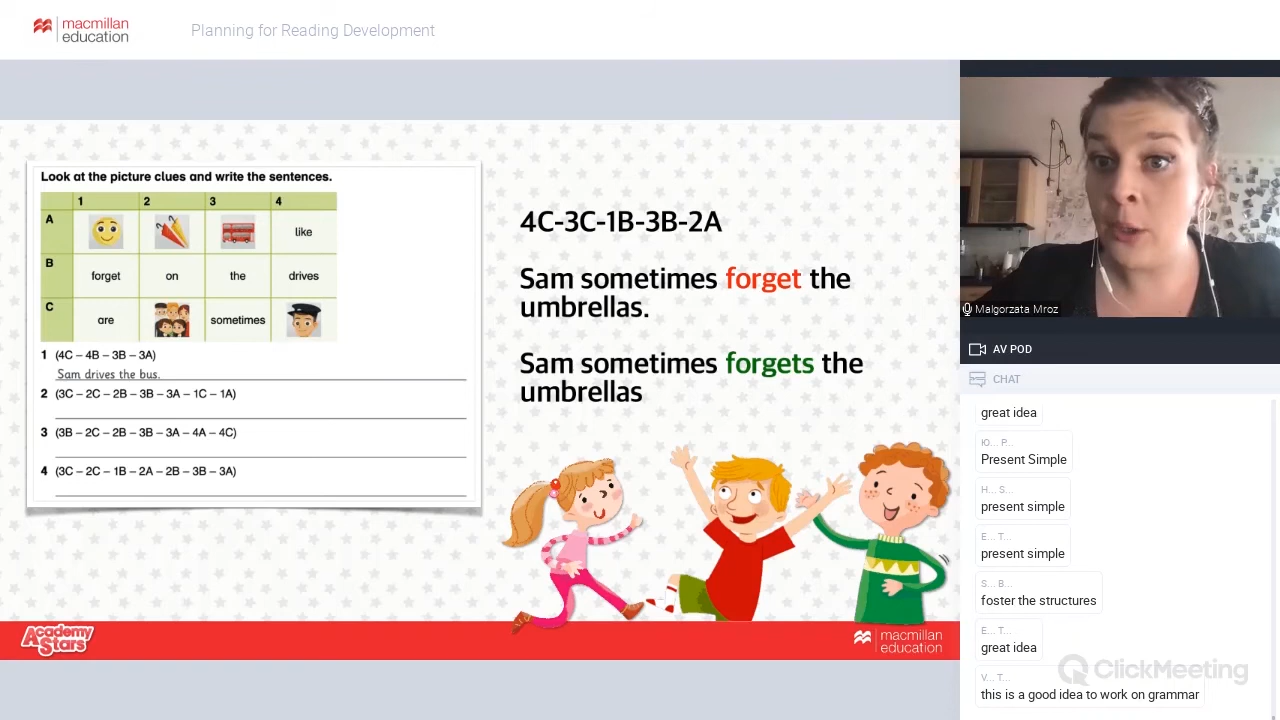 macmillan
education
Planning for Reading Development
Look at the picture clues and write the sentences.
1 2 3 4
A like
B forget on the drives
C are sometimes
1 (4C – 4B – 3B – 3A)
Sam drives the bus.
2 (3C – 2C – 2B – 3B – 3A – 1C – 1A)
3 (3B – 2C – 2B – 3B – 3A – 4A – 4C)
4 (3C – 2C – 1B – 2A – 2B – 3B – 3A)
4C-3C-1B-3B-2A
Sam sometimes forget the
umbrellas.
Sam sometimes forgets the
umbrellas
Academy
Stars
macmillan
education
Malgorzata Mroz
AV POD
CHAT
great idea
Ю... Р...
Present Simple
H... S...
present simple
E... T...
present simple
S... B...
foster the structures
E... T...
great idea
V... T...
this is a good idea to work on grammar
ClickMeeting